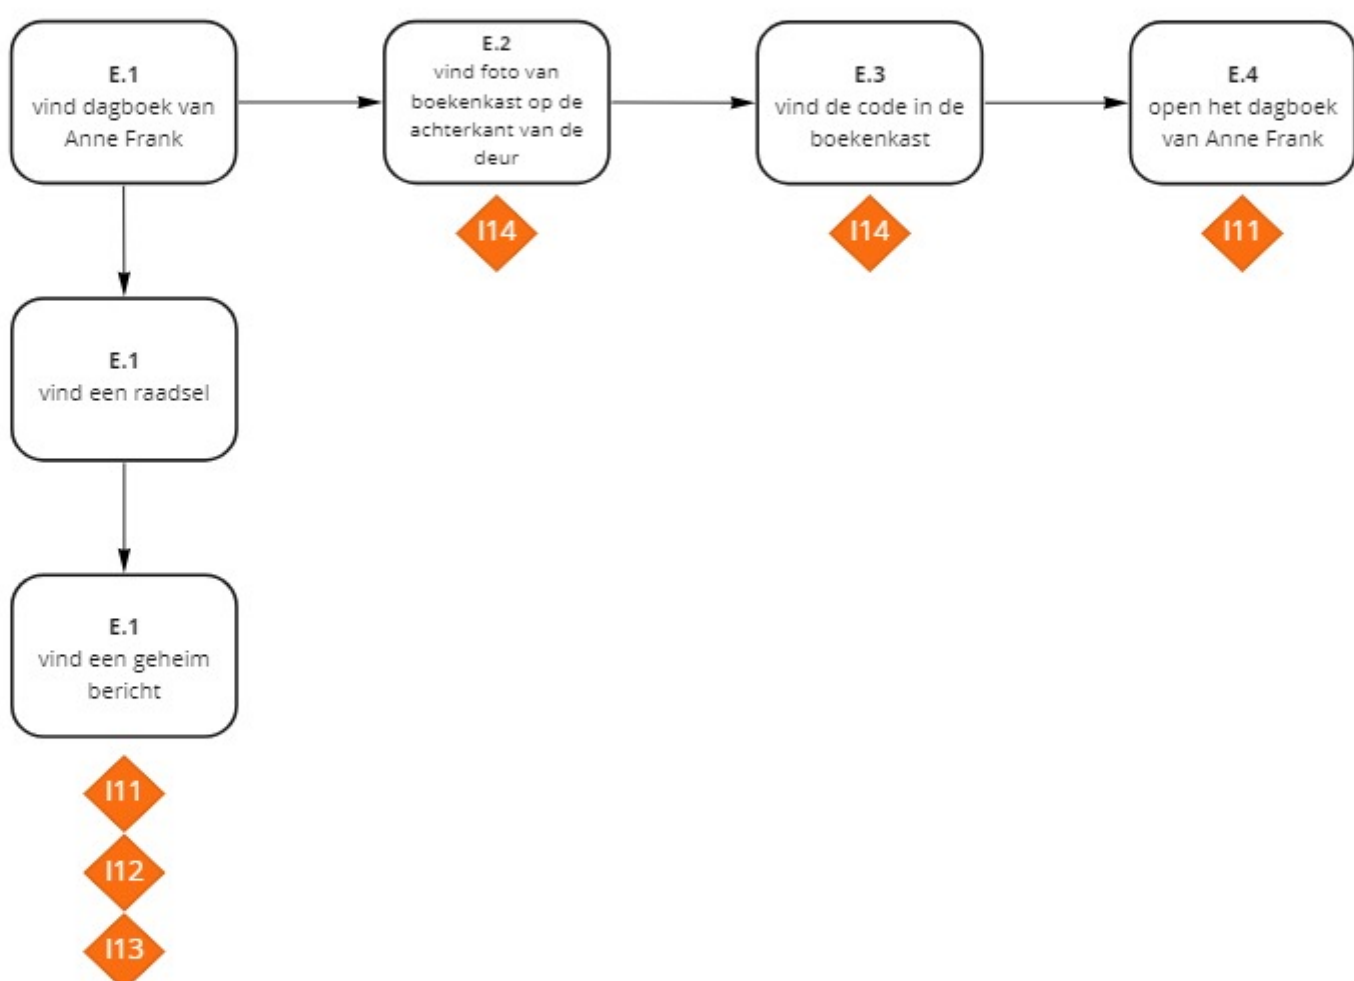 E.1
vind dagboek van
Anne Frank
E.2
vind foto van
boekenkast op de
achterkant van de
deur
E.3
vind de code in de
boekenkast
E.4
open het dagboek
van Anne Frank
I14
I14
I11
E.1
vind een raadsel
E.1
vind een geheim
bericht
I11
I12
I13